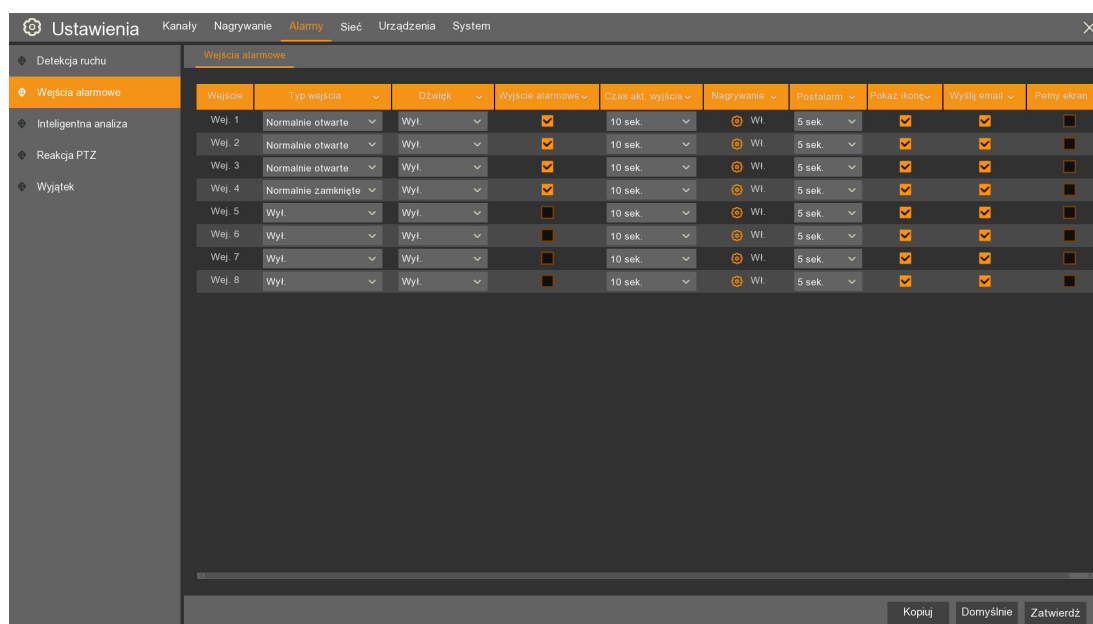 Ustawienia Kanały Nagrywanie Alarmy Sieć Urządzenia System
Detekcja ruchu
Wejścia alarmowe
Inteligentna analiza
Reakcja PTZ
Wyjątek
Wejścia alarmowe
Wejście Typ wejścia Dźwięk Wyjście alarmowe Czas akt. wyjścia Nagrywanie Postalarm Pokaż ikonę Wyślij email Pełny ekran
Wej. 1 Normalnie otwarte Wył. 10 sek. Wł. 5 sek.
Wej. 2 Normalnie otwarte Wył. 10 sek. Wł. 5 sek.
Wej. 3 Normalnie otwarte Wył. 10 sek. Wł. 5 sek.
Wej. 4 Normalnie zamknięte Wył. 10 sek. Wł. 5 sek.
Wej. 5 Wył. Wył. 10 sek. Wł. 5 sek.
Wej. 6 Wył. Wył. 10 sek. Wł. 5 sek.
Wej. 7 Wył. Wył. 10 sek. Wł. 5 sek.
Wej. 8 Wył. Wył. 10 sek. Wł. 5 sek.
Kopiuj Domyślnie Zatwierdź